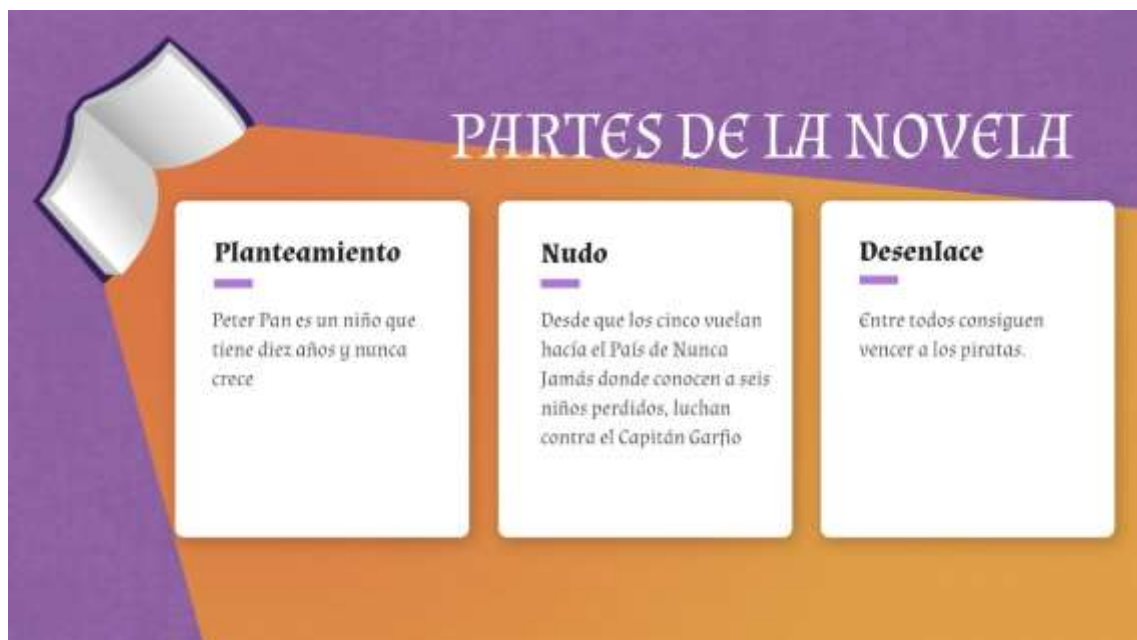 PARTES DE LA NOVELA
Planteamiento
Peter Pan es un niño que
tiene diez años y nunca
crece
Nudo
Desde que los cinco vuelan
hacía el País de Nunca
Jamás donde conocen a seis
niños perdidos, luchan
contra el Capitán Garfio
Desenlace
Entre todos consiguen
vencer a los piratas.